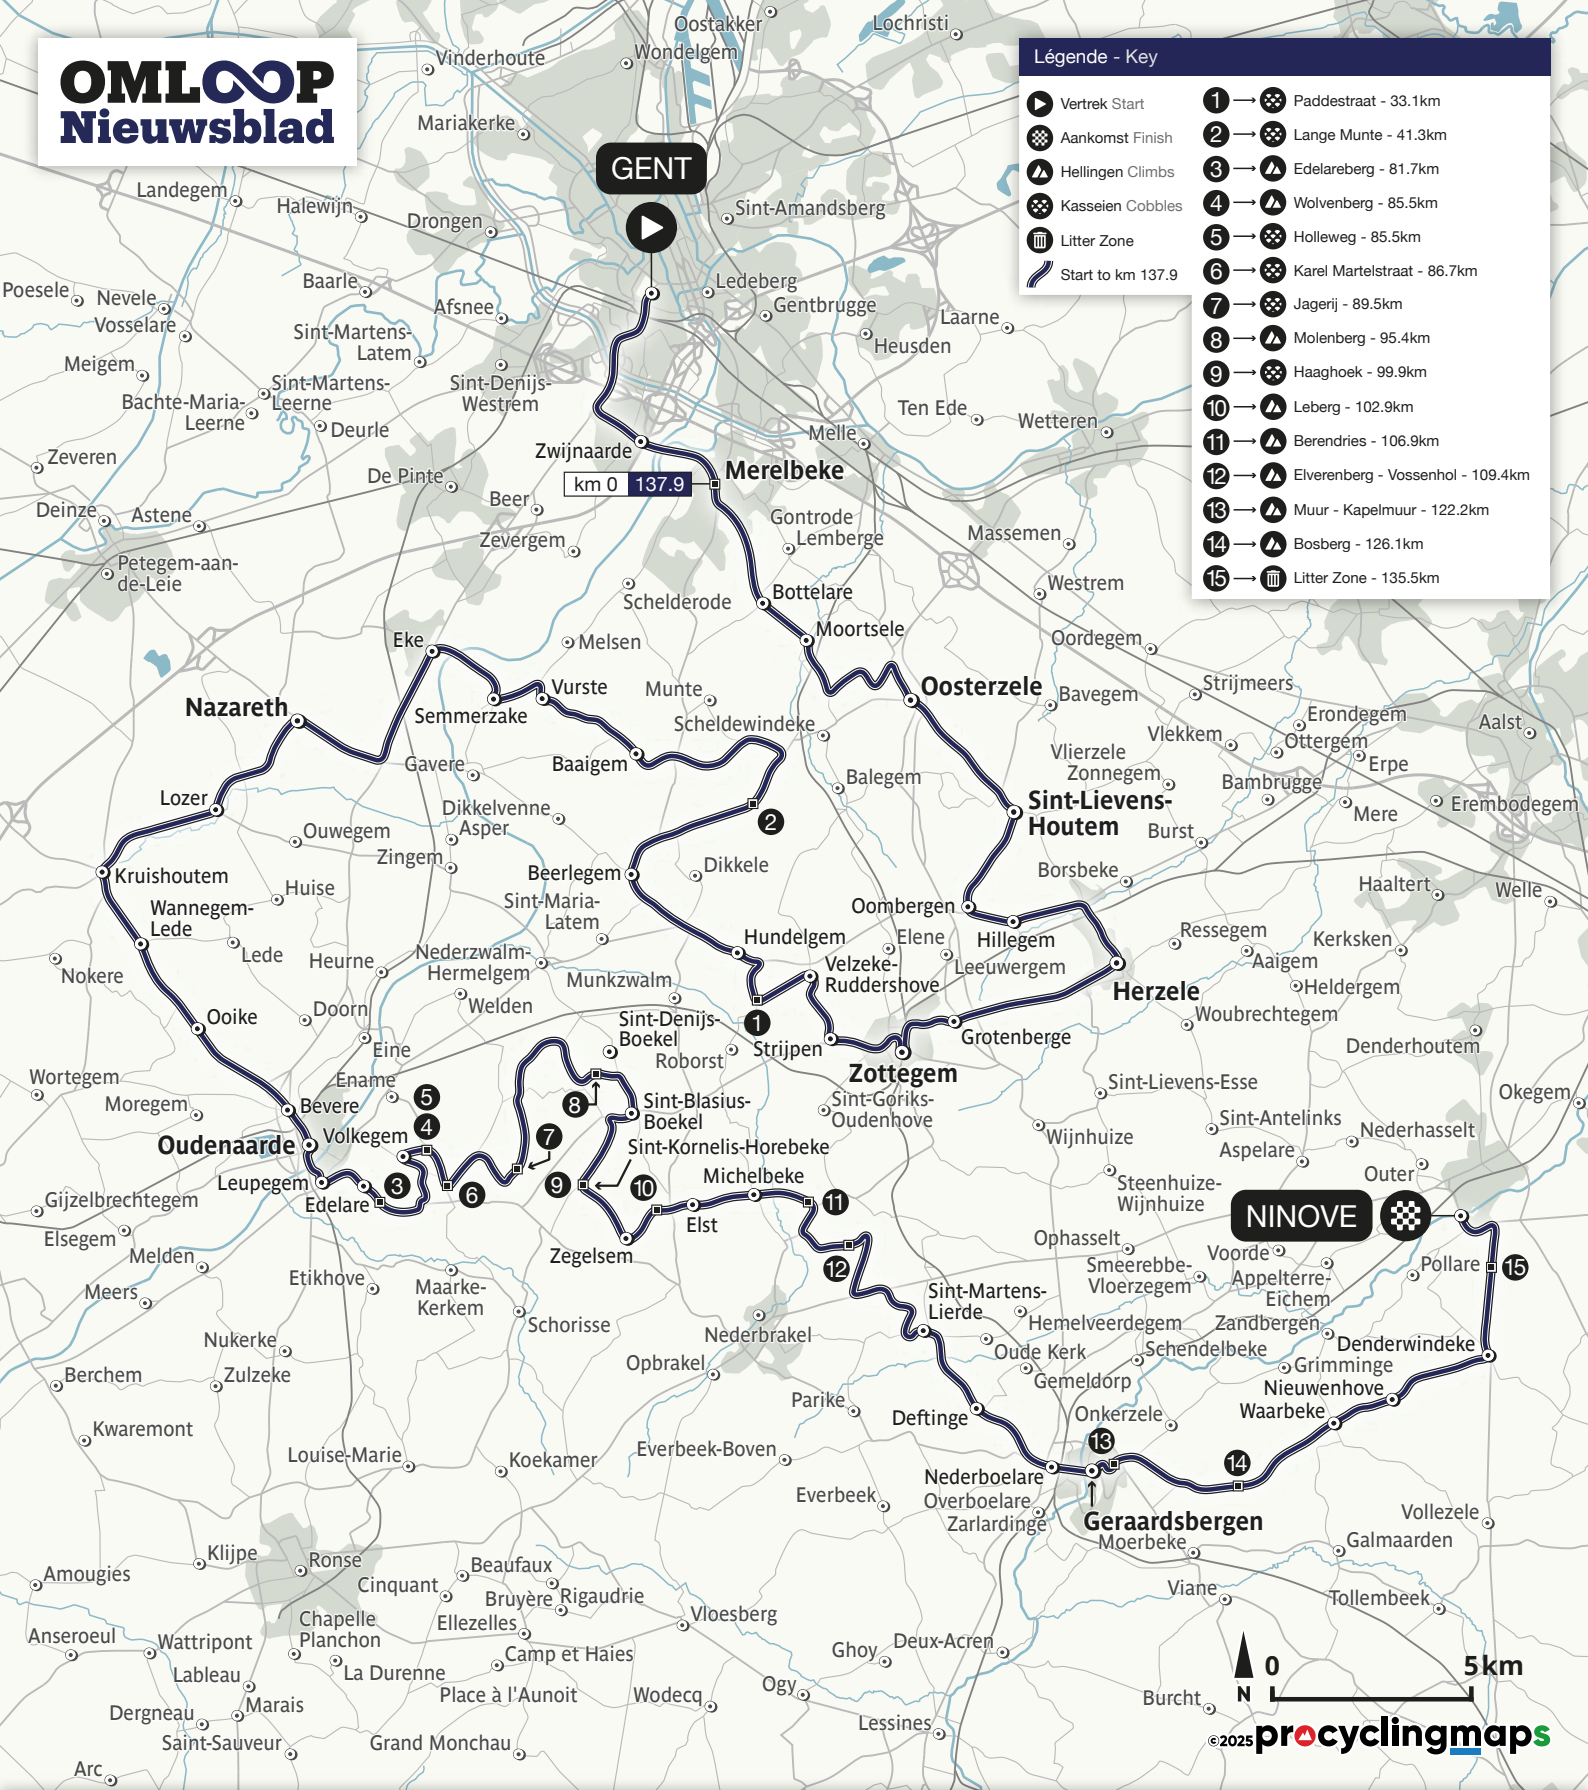 OMLOOP
Nieuwsblad
Légende - Key
Vertrek Start
Aankomst Finish
Hellingen Climbs
Kasseien Cobbles
Litter Zone
Start to km 137.9
1 → Paddestraat - 33.1km
2 → Lange Munte - 41.3km
3 → Edelareberg - 81.7km
4 → Wolvenberg - 85.5km
5 → Holleweg - 85.5km
6 → Karel Martelstraat - 86.7km
7 → Jagerij - 89.5km
8 → Molenberg - 95.4km
9 → Haaghoek - 99.9km
10 → Leberg - 102.9km
11 → Berendries - 106.9km
12 → Elverenberg - Vossenhol - 109.4km
13 → Muur - Kapelmuur - 122.2km
14 → Bosberg - 126.1km
15 → Litter Zone - 135.5km
Oostakker
Lochristi
Wondelgem
Vinderhoute
Mariakerke
GENT
Landegem
Halewijn
Drongen
Sint-Amandsberg
Poesele
Nevele
Vosselare
Baarle
Afsnee
Ledeberg
Gentbrugge
Laarne
Heusden
Sint-Martens-
Latem
Meigem
Sint-Martens-
Leerne
Bachte-Maria-
Leerne
Deurle
Sint-Denijs-
Westrem
Ten Ede
Wetteren
Melle
Zwijnaarde
Zeveren
De Pinte
Merelbeke
km 0 137.9
Beer
Deinze
Astene
Zevergem
Gontrode
Lemberge
Massemen
Petegem-aan-
de-Leie
Schelderode
Bottelare
Westrem
Moortsele
Oordegem
Eke
Melsen
Nazareth
Semmerzake
Vurste
Munte
Scheldewindeke
Oosterzele
Bavegem
Strijmeers
Erondegem
Aalst
Vlekkem
Ottergem
Erpe
Baaigem
Gavere
Balegem
Vlierzele
Zonnegem
Bambrugge
Mere
Erembodegem
Lozer
Dikkelvenne
Asper
Ouwegem
Zingem
2
Sint-Lievens-
Houtem
Burst
Kruishoutem
Huise
Beerlegem
Dikkele
Borsbeke
Haaltert
Welle
Wannegem-
Lede
Lede
Sint-Maria-
Latem
Oombergen
Hillegem
Hundelgem
Elene
Leeuwergem
Ressegem
Aaigem
Kerksken
Nokere
Heurne
Nederzwalm-
Hermelgem
Munkzwalm
Velzeke-
Ruddershove
Herzele
Heldergem
Woubrechtegem
Welden
Ooike
Doorn
Eine
Sint-Denijs-
Boekel
1
Roborst
Strijpen
Grotenberge
Zottegem
Denderhoutem
Wortegem
Moregem
Ename
5
4
Bevere
8
Sint-Blasius-
Boekel
Sint-Goriks-
Oudenhove
Sint-Lievens-Esse
Okegem
Sint-Antelinks
Nederhasselt
Oudenaarde
Volkegem
7
Sint-Kornelis-Horebeke
Wijnhuize
Aspelare
Outer
Leupegem
Edelare
3
6
9
10
Michelbeke
11
Steenhuize-
Wijnhuize
NINOVE
Gijzelbrechtegem
Elst
Elsegem
Zegelsem
Ophasselt
Voorde
Melden
12
Smeerebbe-
Vloerzegem
Appelterre-
Eichem
Pollare
15
Meers
Etikhove
Maarke-
Kerkem
Sint-Martens-
Lierde
Hemelveerdegem
Zandbergen
Schorisse
Nederbrakel
Nukerke
Oude Kerk
Schendelbeke
Denderwindeke
Berchem
Zulzeke
Opbrakel
Gemeldorp
Grimminge
Nieuwenhove
Parike
Waarbeke
Kwaremont
Deftinge
Onkerzele
13
Louise-Marie
Koekamer
Everbeek-Boven
14
Nederboelare
Everbeek
Overboelare
Zarlardinge
Geraardsbergen
Vollezele
Moerbeke
Galmaarden
Klijpe
Ronse
Amougies
Beaufaux
Cinquant
Bruyère
Rigaudrie
Viane
Tollembeek
Chapelle
Planchon
Ellezelles
Vloesberg
Anseroeul
Wattripont
Lableau
La Durenne
Camp et Haies
Ghoy
Deux-Acren
Place à l'Aunoit
Wodecq
Ogy
Dergneau
Marais
Saint-Sauveur
Grand Monchau
Lessines
Burcht
Arc
N
0
5km
©2025 procyclingmaps